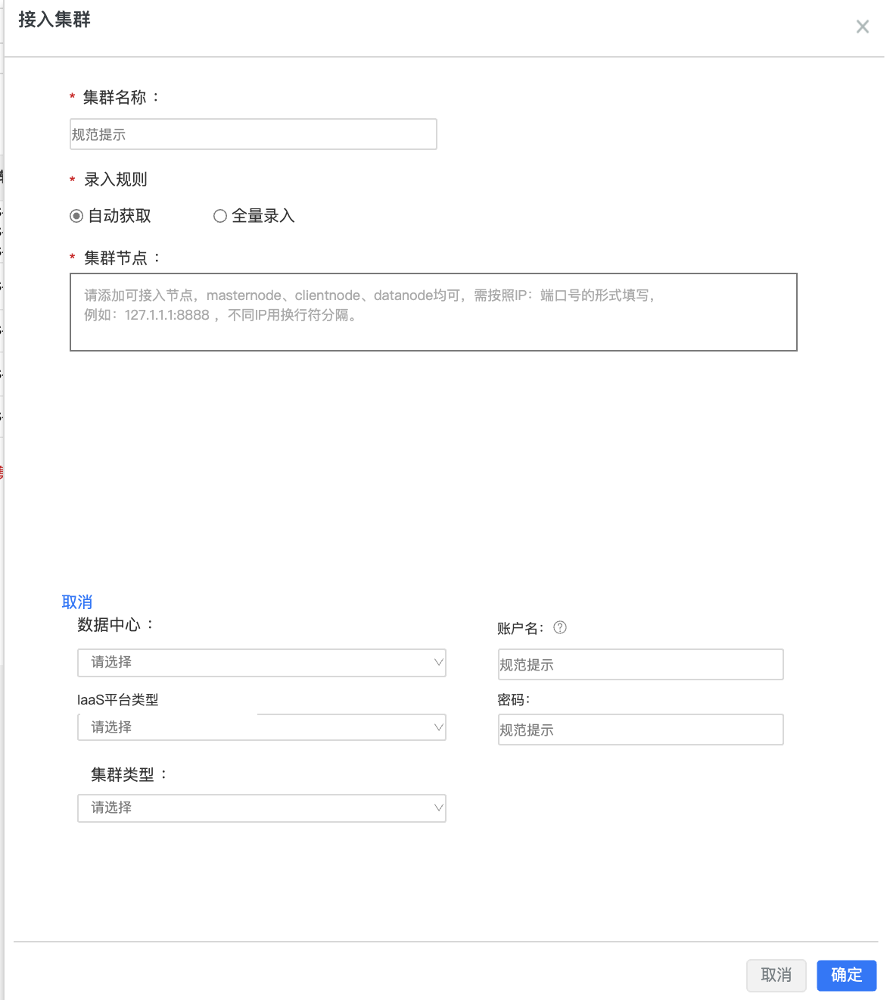 接入集群
* 集群名称 :
规范提示
* 录入规则
自动获取 全量录入
* 集群节点 :
请添加可接入节点，masternode、clientnode、datanode均可，需按照IP：端口号的形式填写，
例如：127.1.1.1:8888 ，不同IP用换行符分隔。
取消
数据中心 : 账户名：
请选择 规范提示
IaaS平台类型 密码：
请选择 规范提示
集群类型 :
请选择
取消 确定